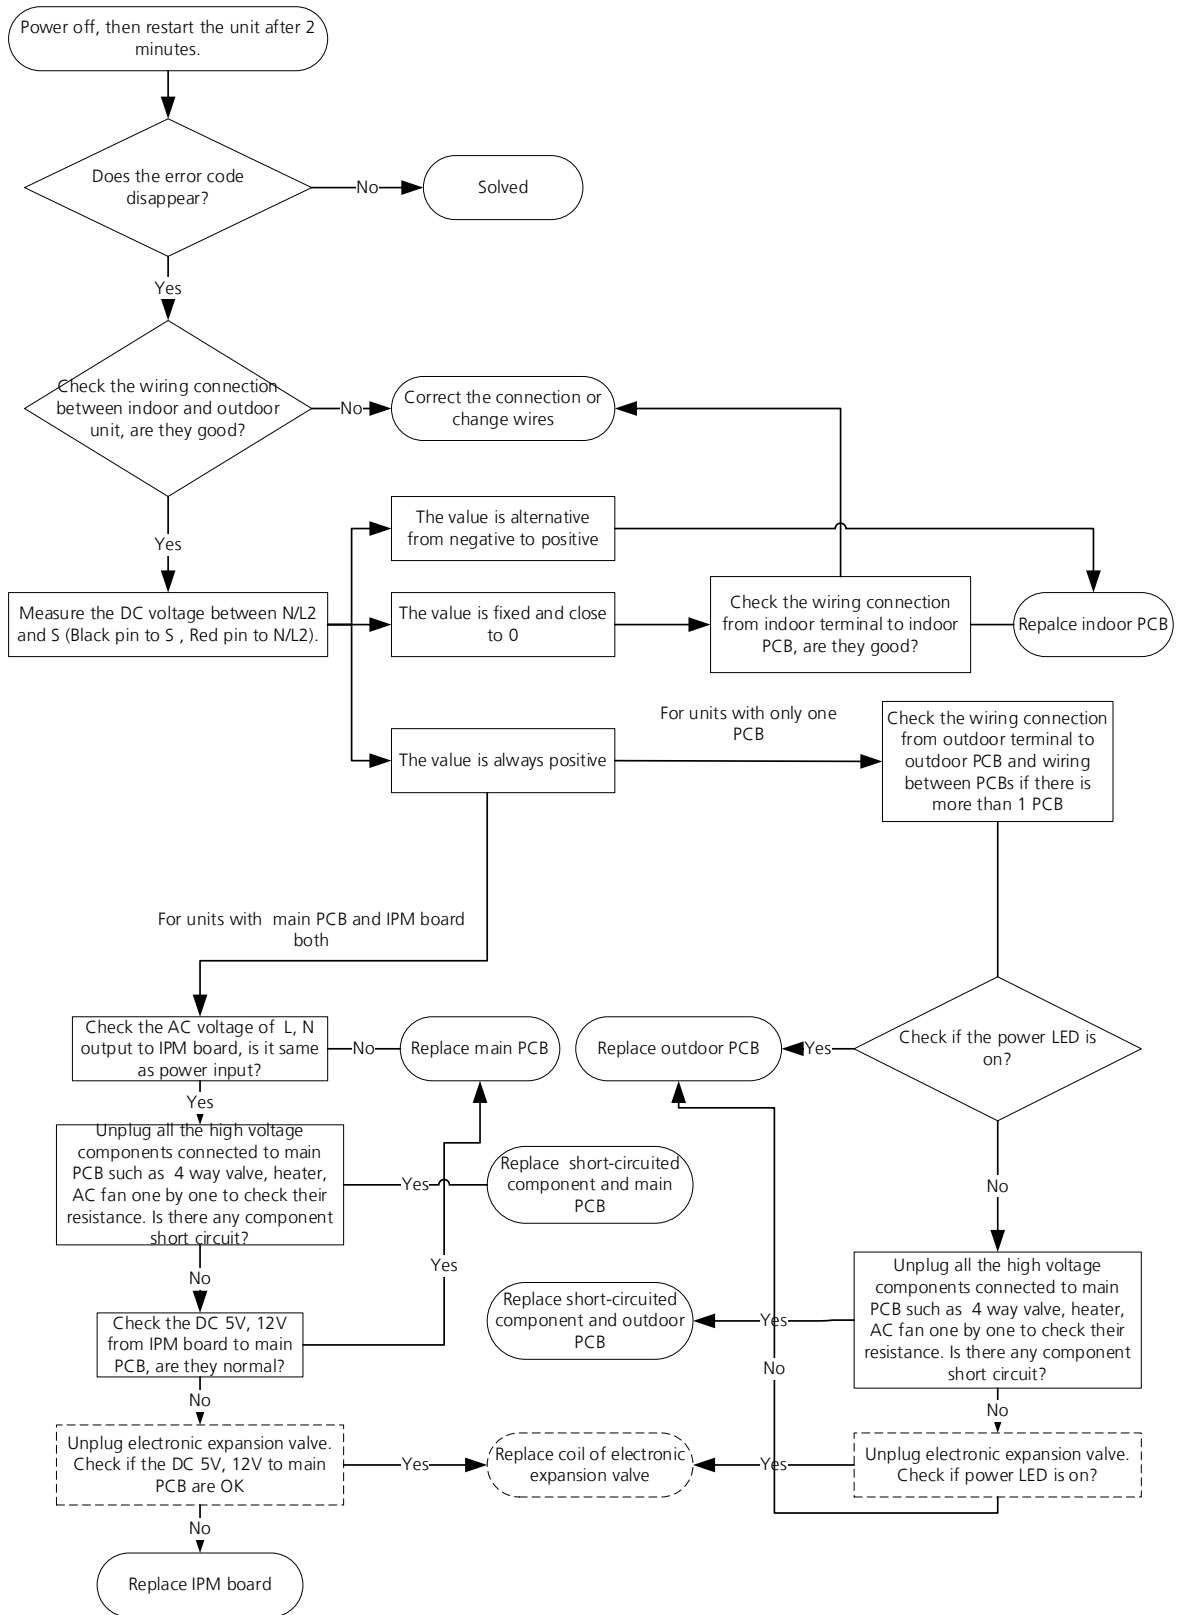 Power off, then restart the unit after 2
minutes.
Does the error code
disappear?
No
Solved
Yes
Check the wiring connection
between indoor and outdoor
unit, are they good?
No
Correct the connection or
change wires
Yes
The value is alternative
from negative to positive
Measure the DC voltage between N/L2
and S (Black pin to S , Red pin to N/L2).
The value is fixed and close
to 0
Check the wiring connection
from indoor terminal to indoor
PCB, are they good?
Repalce indoor PCB
The value is always positive
For units with only one
PCB
Check the wiring connection
from outdoor terminal to
outdoor PCB and wiring
between PCBs if there is
more than 1 PCB
For units with  main PCB and IPM board
both
Check the AC voltage of  L, N
output to IPM board, is it same
as power input?
No
Replace main PCB
Replace outdoor PCB
Yes
Check if the power LED is
on?
Yes
Unplug all the high voltage
components connected to main
PCB such as  4 way valve, heater,
AC fan one by one to check their
resistance. Is there any component
short circuit?
Yes
Replace  short-circuited
component and main
PCB
No
No
Yes
Check the DC 5V, 12V
from IPM board to main
PCB, are they normal?
Replace short-circuited
component and outdoor
PCB
Yes
Unplug all the high voltage
components connected to main
PCB such as  4 way valve, heater,
AC fan one by one to check their
resistance. Is there any component
short circuit?
No
No
No
Unplug electronic expansion valve.
Check if the DC 5V, 12V to main
PCB are OK
Yes
Replace coil of electronic
expansion valve
Yes
Unplug electronic expansion valve.
Check if power LED is on?
No
Replace IPM board